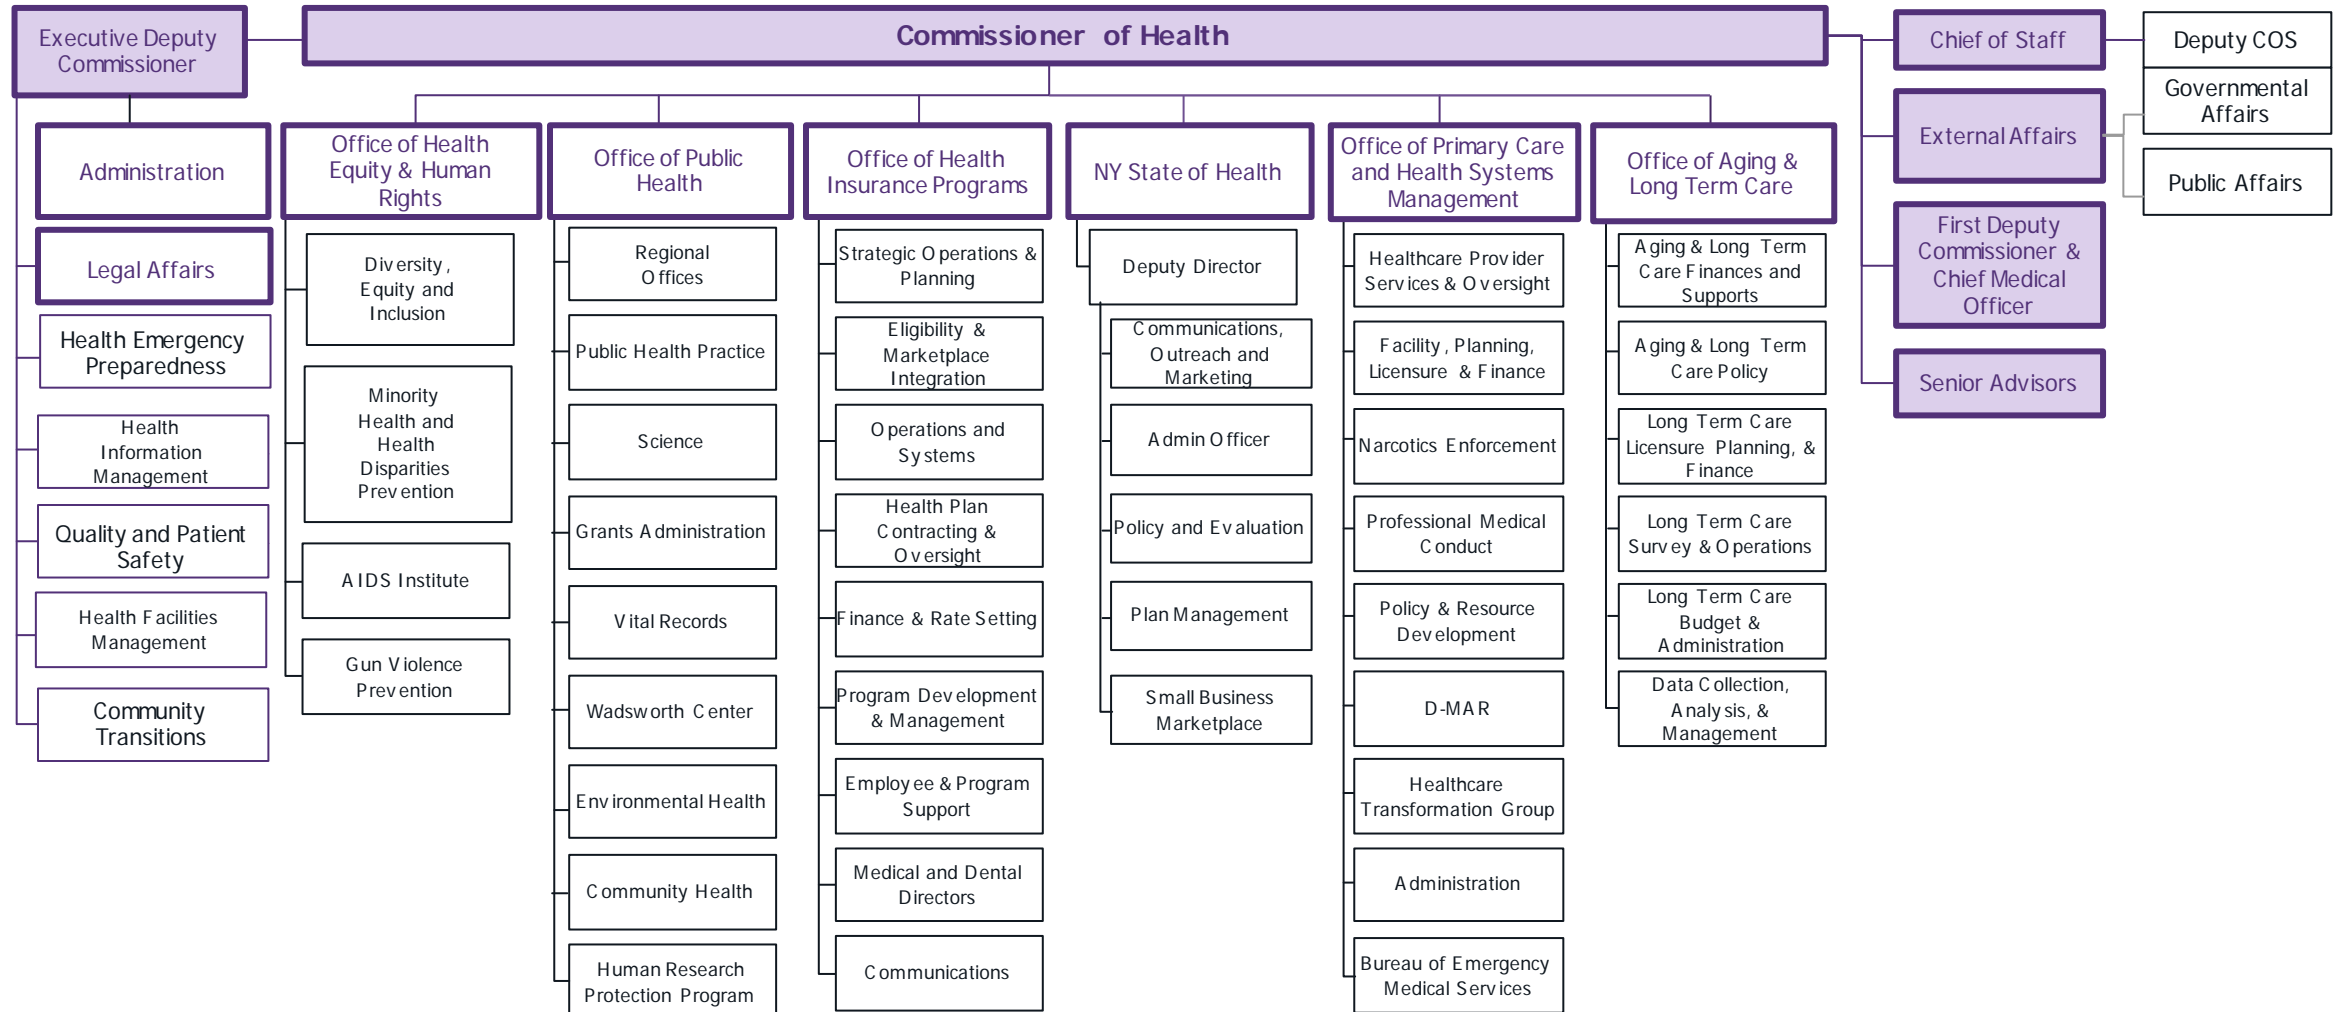 Executive Deputy
Commissioner
Commissioner of Health
Chief of Staff
Deputy COS
Governmental
Affairs
External Affairs
Public Affairs
First Deputy
Commissioner &
Chief Medical
Officer
Senior Advisors
Administration
Legal Affairs
Health Emergency
Preparedness
Health
Information
Management
Quality and Patient
Safety
Health Facilities
Management
Community
Transitions
Office of Health
Equity & Human
Rights
Diversity,
Equity and
Inclusion
Minority
Health and
Health
Disparities
Prevention
AIDS Institute
Gun Violence
Prevention
Office of Public
Health
Regional
Offices
Public Health Practice
Science
Grants Administration
Vital Records
Wadsworth Center
Environmental Health
Community Health
Human Research
Protection Program
Office of Health
Insurance Programs
Strategic Operations &
Planning
Eligibility &
Marketplace
Integration
Operations and
Systems
Health Plan
Contracting &
Oversight
Finance & Rate Setting
Program Development
& Management
Employee & Program
Support
Medical and Dental
Directors
Communications
NY State of Health
Deputy Director
Communications,
Outreach and
Marketing
Admin Officer
Policy and Evaluation
Plan Management
Small Business
Marketplace
Office of Primary Care
and Health Systems
Management
Healthcare Provider
Services & Oversight
Facility, Planning,
Licensure & Finance
Narcotics Enforcement
Professional Medical
Conduct
Policy & Resource
Development
D-MAR
Healthcare
Transformation Group
Administration
Bureau of Emergency
Medical Services
Office of Aging &
Long Term Care
Aging & Long Term
Care Finances and
Supports
Aging & Long Term
Care Policy
Long Term Care
Licensure Planning, &
Finance
Long Term Care
Survey & Operations
Long Term Care
Budget &
Administration
Data Collection,
Analysis, &
Management